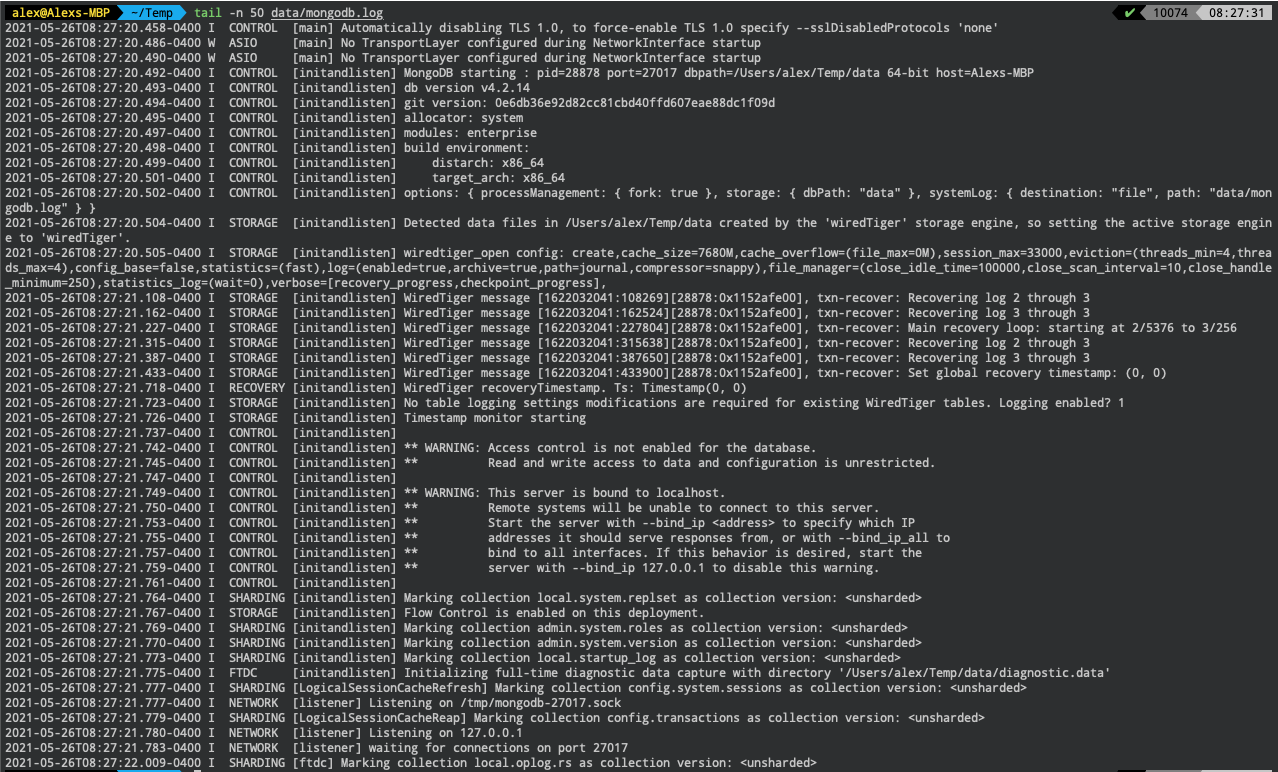 alex@Alexs-MBP ~/Temp tail -n 50 data/mongodb.log ✔ 10074 08:27:31
2021-05-26T08:27:20.458-0400 I  CONTROL  [main] Automatically disabling TLS 1.0, to force-enable TLS 1.0 specify --sslDisabledProtocols 'none'
2021-05-26T08:27:20.486-0400 W  ASIO     [main] No TransportLayer configured during NetworkInterface startup
2021-05-26T08:27:20.490-0400 W  ASIO     [main] No TransportLayer configured during NetworkInterface startup
2021-05-26T08:27:20.492-0400 I  CONTROL  [initandlisten] MongoDB starting : pid=28878 port=27017 dbpath=/Users/alex/Temp/data 64-bit host=Alexs-MBP
2021-05-26T08:27:20.493-0400 I  CONTROL  [initandlisten] db version v4.2.14
2021-05-26T08:27:20.494-0400 I  CONTROL  [initandlisten] git version: 0e6db36e92d82cc81cbd40ffd607eae88dc1f09d
2021-05-26T08:27:20.495-0400 I  CONTROL  [initandlisten] allocator: system
2021-05-26T08:27:20.497-0400 I  CONTROL  [initandlisten] modules: enterprise
2021-05-26T08:27:20.498-0400 I  CONTROL  [initandlisten] build environment:
2021-05-26T08:27:20.499-0400 I  CONTROL  [initandlisten]     distarch: x86_64
2021-05-26T08:27:20.501-0400 I  CONTROL  [initandlisten]     target_arch: x86_64
2021-05-26T08:27:20.502-0400 I  CONTROL  [initandlisten] options: { processManagement: { fork: true }, storage: { dbPath: "data" }, systemLog: { destination: "file", path: "data/mon
godb.log" } }
2021-05-26T08:27:20.504-0400 I  STORAGE  [initandlisten] Detected data files in /Users/alex/Temp/data created by the 'wiredTiger' storage engine, so setting the active storage engin
e to 'wiredTiger'.
2021-05-26T08:27:20.505-0400 I  STORAGE  [initandlisten] wiredtiger_open config: create,cache_size=7680M,cache_overflow=(file_max=0M),session_max=33000,eviction=(threads_min=4,threa
ds_max=4),config_base=false,statistics=(fast),log=(enabled=true,archive=true,path=journal,compressor=snappy),file_manager=(close_idle_time=100000,close_scan_interval=10,close_handle
_minimum=250),statistics_log=(wait=0),verbose=[recovery_progress,checkpoint_progress],
2021-05-26T08:27:21.108-0400 I  STORAGE  [initandlisten] WiredTiger message [1622032041:108269][28878:0x1152afe00], txn-recover: Recovering log 2 through 3
2021-05-26T08:27:21.162-0400 I  STORAGE  [initandlisten] WiredTiger message [1622032041:162524][28878:0x1152afe00], txn-recover: Recovering log 3 through 3
2021-05-26T08:27:21.227-0400 I  STORAGE  [initandlisten] WiredTiger message [1622032041:227804][28878:0x1152afe00], txn-recover: Main recovery loop: starting at 2/5376 to 3/256
2021-05-26T08:27:21.315-0400 I  STORAGE  [initandlisten] WiredTiger message [1622032041:315638][28878:0x1152afe00], txn-recover: Recovering log 2 through 3
2021-05-26T08:27:21.387-0400 I  STORAGE  [initandlisten] WiredTiger message [1622032041:387650][28878:0x1152afe00], txn-recover: Recovering log 3 through 3
2021-05-26T08:27:21.433-0400 I  STORAGE  [initandlisten] WiredTiger message [1622032041:433900][28878:0x1152afe00], txn-recover: Set global recovery timestamp: (0, 0)
2021-05-26T08:27:21.718-0400 I  RECOVERY [initandlisten] WiredTiger recoveryTimestamp. Ts: Timestamp(0, 0)
2021-05-26T08:27:21.723-0400 I  STORAGE  [initandlisten] No table logging settings modifications are required for existing WiredTiger tables. Logging enabled? 1
2021-05-26T08:27:21.726-0400 I  STORAGE  [initandlisten] Timestamp monitor starting
2021-05-26T08:27:21.737-0400 I  CONTROL  [initandlisten]
2021-05-26T08:27:21.742-0400 I  CONTROL  [initandlisten] ** WARNING: Access control is not enabled for the database.
2021-05-26T08:27:21.745-0400 I  CONTROL  [initandlisten] **          Read and write access to data and configuration is unrestricted.
2021-05-26T08:27:21.747-0400 I  CONTROL  [initandlisten]
2021-05-26T08:27:21.749-0400 I  CONTROL  [initandlisten] ** WARNING: This server is bound to localhost.
2021-05-26T08:27:21.750-0400 I  CONTROL  [initandlisten] **          Remote systems will be unable to connect to this server.
2021-05-26T08:27:21.753-0400 I  CONTROL  [initandlisten] **          Start the server with --bind_ip <address> to specify which IP
2021-05-26T08:27:21.755-0400 I  CONTROL  [initandlisten] **          addresses it should serve responses from, or with --bind_ip_all to
2021-05-26T08:27:21.757-0400 I  CONTROL  [initandlisten] **          bind to all interfaces. If this behavior is desired, start the
2021-05-26T08:27:21.759-0400 I  CONTROL  [initandlisten] **          server with --bind_ip 127.0.0.1 to disable this warning.
2021-05-26T08:27:21.761-0400 I  CONTROL  [initandlisten]
2021-05-26T08:27:21.764-0400 I  SHARDING [initandlisten] Marking collection local.system.replset as collection version: <unsharded>
2021-05-26T08:27:21.767-0400 I  STORAGE  [initandlisten] Flow Control is enabled on this deployment.
2021-05-26T08:27:21.769-0400 I  SHARDING [initandlisten] Marking collection admin.system.roles as collection version: <unsharded>
2021-05-26T08:27:21.770-0400 I  SHARDING [initandlisten] Marking collection admin.system.version as collection version: <unsharded>
2021-05-26T08:27:21.773-0400 I  SHARDING [initandlisten] Marking collection local.startup_log as collection version: <unsharded>
2021-05-26T08:27:21.775-0400 I  FTDC     [initandlisten] Initializing full-time diagnostic data capture with directory '/Users/alex/Temp/data/diagnostic.data'
2021-05-26T08:27:21.777-0400 I  SHARDING [LogicalSessionCacheRefresh] Marking collection config.system.sessions as collection version: <unsharded>
2021-05-26T08:27:21.777-0400 I  NETWORK  [listener] Listening on /tmp/mongodb-27017.sock
2021-05-26T08:27:21.779-0400 I  SHARDING [LogicalSessionCacheReap] Marking collection config.transactions as collection version: <unsharded>
2021-05-26T08:27:21.780-0400 I  NETWORK  [listener] Listening on 127.0.0.1
2021-05-26T08:27:21.783-0400 I  NETWORK  [listener] waiting for connections on port 27017
2021-05-26T08:27:22.009-0400 I  SHARDING [ftdc] Marking collection local.oplog.rs as collection version: <unsharded>